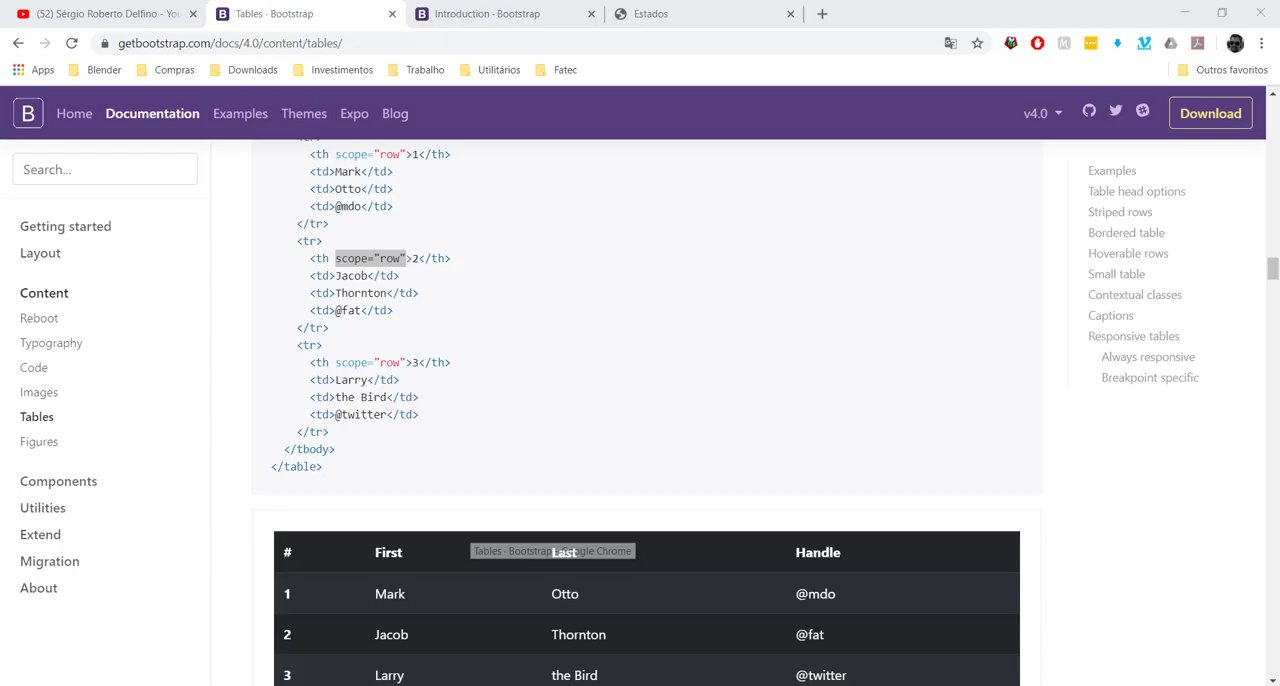 (52) Sérgio Roberto Delfino - You
Tables · Bootstrap
Introduction · Bootstrap
Estados
getbootstrap.com/docs/4.0/content/tables/
Apps Blender Compras Downloads Investimentos Trabalho Utilitários Fatec Outros favoritos
B Home Documentation Examples Themes Expo Blog v4.0 Download
Search...
Getting started
Layout
Content
Reboot
Typography
Code
Images
Tables
Figures
Components
Utilities
Extend
Migration
About
<th scope="row">1</th>
<td>Mark</td>
<td>Otto</td>
<td>@mdo</td>
</tr>
<tr>
<th scope="row">2</th>
<td>Jacob</td>
<td>Thornton</td>
<td>@fat</td>
</tr>
<tr>
<th scope="row">3</th>
<td>Larry</td>
<td>the Bird</td>
<td>@twitter</td>
</tr>
</tbody>
</table>
# First Last Handle
Tables - Bootstrap - Google Chrome
1 Mark Otto @mdo
2 Jacob Thornton @fat
3 Larry the Bird @twitter
Examples
Table head options
Striped rows
Bordered table
Hoverable rows
Small table
Contextual classes
Captions
Responsive tables
Always responsive
Breakpoint specific